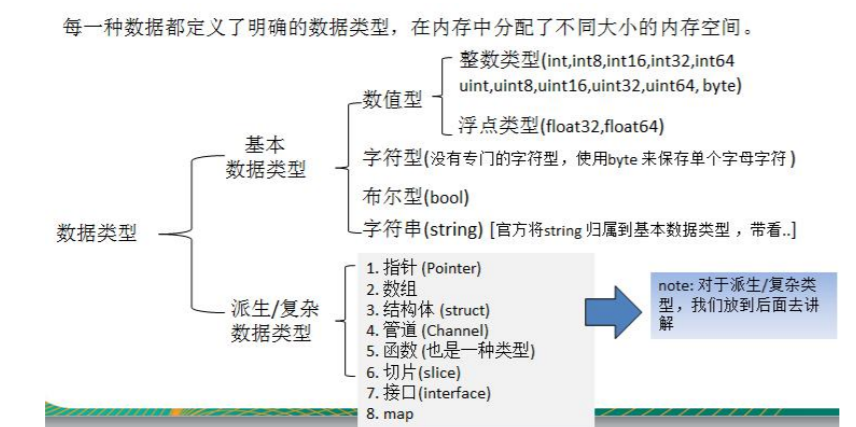 每一种数据都定义了明确的数据类型，在内存中分配了不同大小的内存空间。
整数类型(int,int8,int16,int32,int64
uint,uint8,uint16,uint32,uint64, byte)
数值型
浮点类型(float32,float64)
基本
数据类型
字符型(没有专门的字符型，使用byte 来保存单个字母字符 )
布尔型(bool)
字符串(string) [官方将string 归属到基本数据类型 ，带看..]
数据类型
派生/复杂
数据类型
1. 指针 (Pointer)
2. 数组
3. 结构体 (struct)
4. 管道 (Channel)
5. 函数 (也是一种类型)
6. 切片(slice)
7. 接口(interface)
8. map
note: 对于派生/复杂类
型，我们放到后面去讲
解